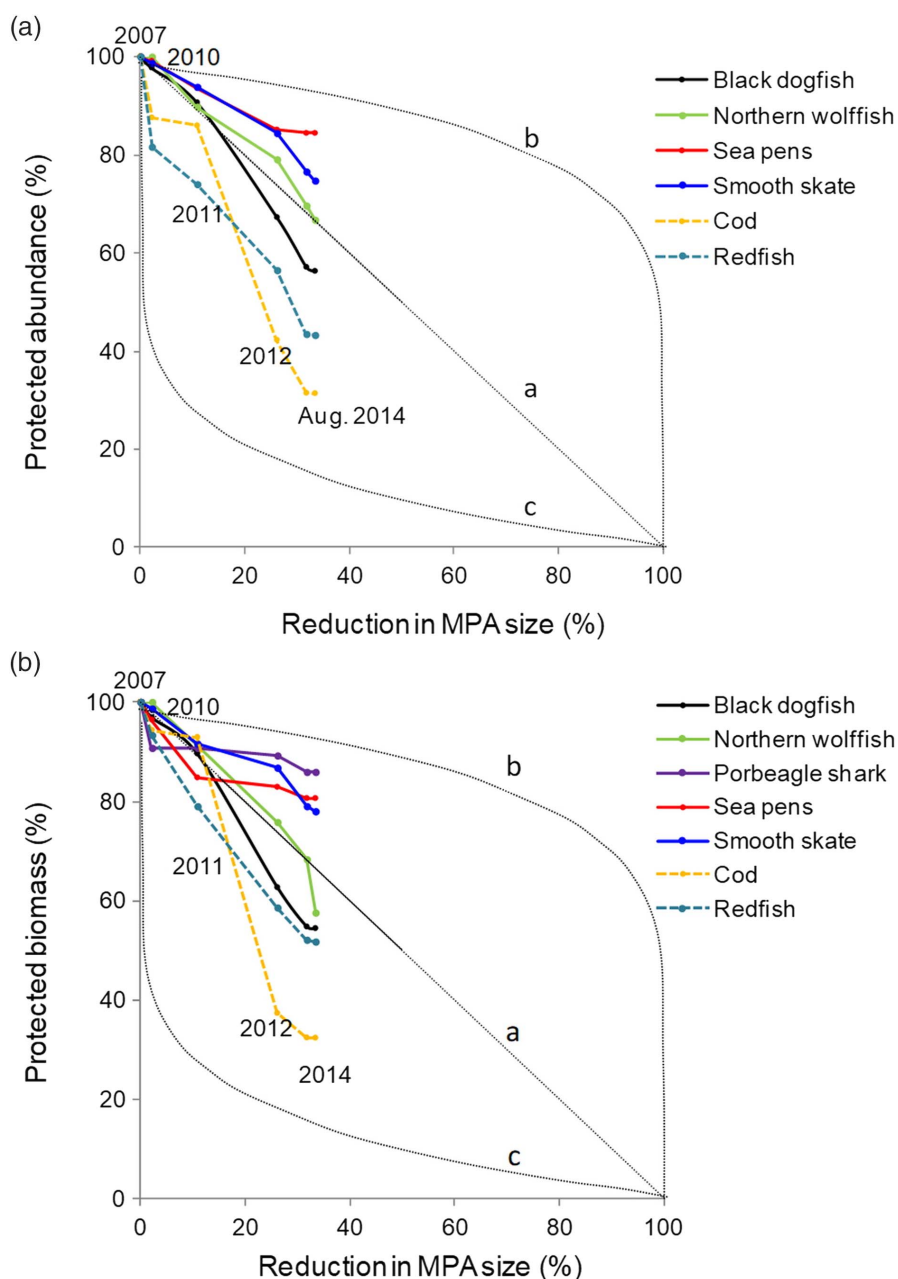 (a)
2007
2010
100
80
60
40
20
0
Protected abundance (%)
b
2011
2012
a
Aug. 2014
c
0 20 40 60 80 100
Reduction in MPA size (%)
Black dogfish
Northern wolffish
Sea pens
Smooth skate
Cod
Redfish
(b)
2007
2010
100
80
60
40
20
0
Protected biomass (%)
b
2011
2012
a
2014
c
0 20 40 60 80 100
Reduction in MPA size (%)
Black dogfish
Northern wolffish
Porbeagle shark
Sea pens
Smooth skate
Cod
Redfish